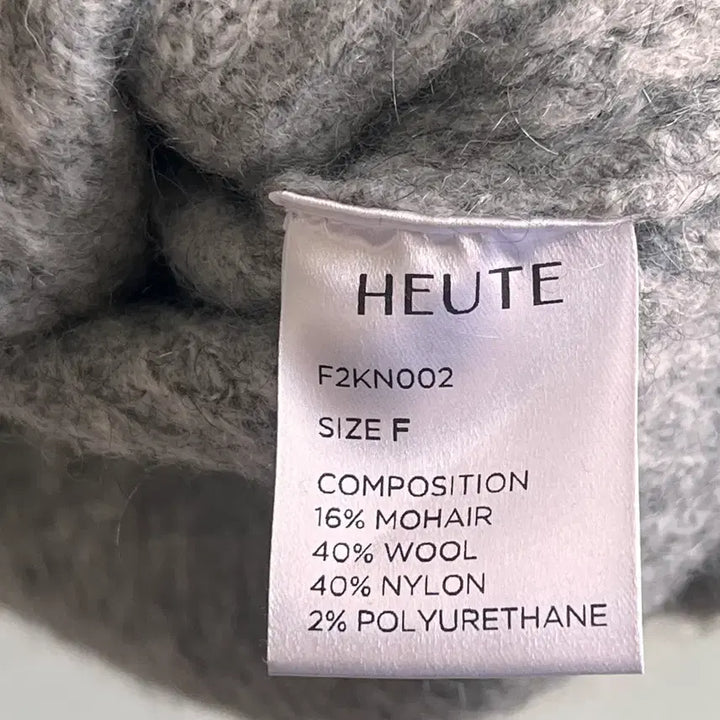 HEUTE
F2KN002
SIZE F
COMPOSITION
16% MOHAIR
40% WOOL
40% NYLON
2% POLYURETHANE